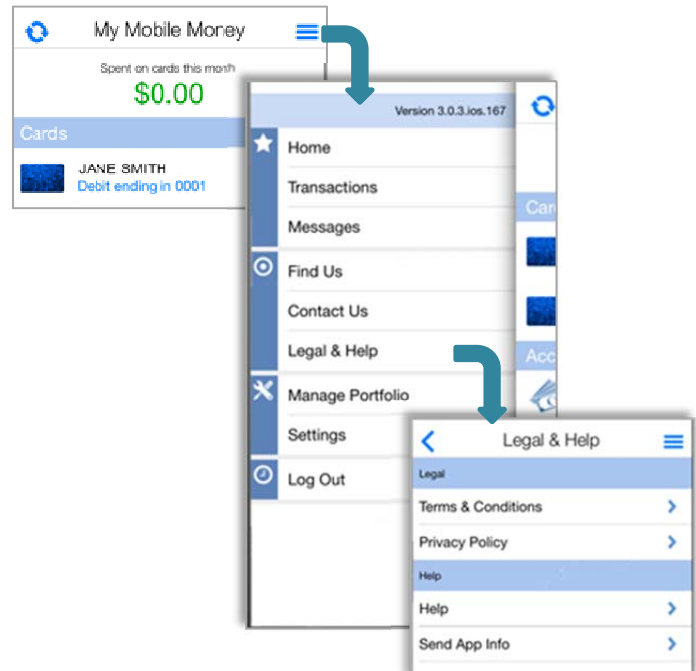 My Mobile Money
Spent on cards this month
$0.00
Cards
JANE SMITH
Debit ending in 0001
Version 3.0.3.ios.167
Home
Transactions
Messages
Find Us
Contact Us
Legal & Help
Manage Portfolio
Settings
Log Out
Car
Acc
Legal & Help
Legal
Terms & Conditions
Privacy Policy
Help
Help
Send App Info